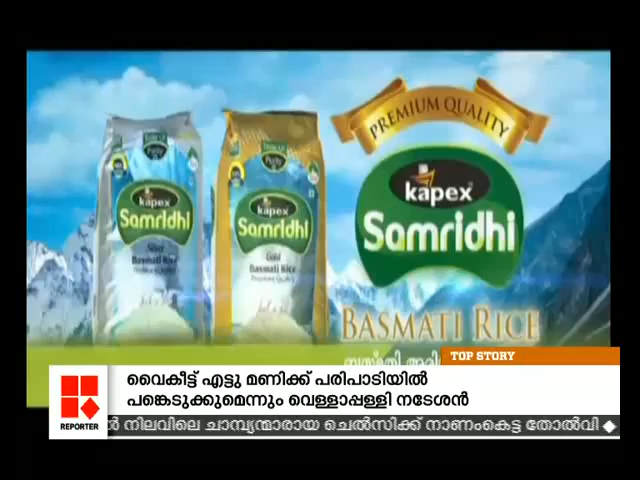 PREMIUM QUALITY
kapex
Samridhi
kapex
Samridhi
Silver
Basmati Rice
kapex
Samridhi
Gold
Basmati Rice
BASMATI RICE
TOP STORY
വൈകീട്ട് എട്ടു മണിക്ക് പരിപാടിയിൽ
പങ്കെടുക്കുമെന്നും വെള്ളാപ്പള്ളി നടേശൻ
REPORTER
ൽ നിലവിലെ ചാമ്പ്യന്മാരായ ചെൽസിക്ക് നാണംകെട്ട തോൽവി